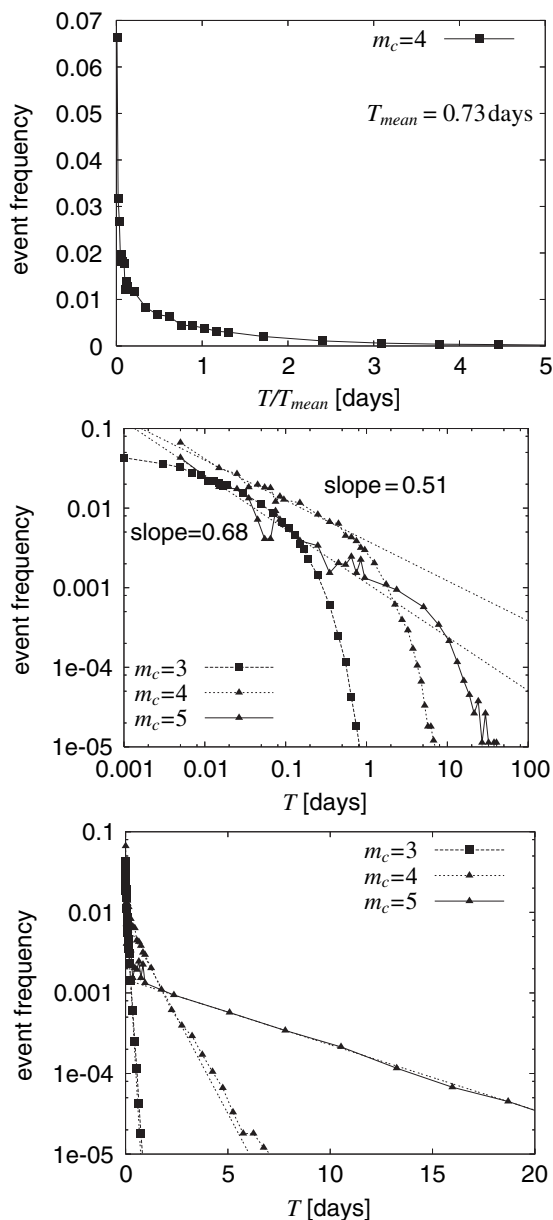 0.07
0.06
0.05
0.04
0.03
0.02
0.01
0
event frequency
m_c=4
T_mean = 0.73 days
0 1 2 3 4 5
T/T_mean [days]
0.1
0.01
0.001
1e-04
1e-05
event frequency
slope=0.51
slope=0.68
m_c=3
m_c=4
m_c=5
0.001 0.01 0.1 1 10 100
T [days]
0.1
0.01
0.001
1e-04
1e-05
event frequency
m_c=3
m_c=4
m_c=5
0 5 10 15 20
T [days]